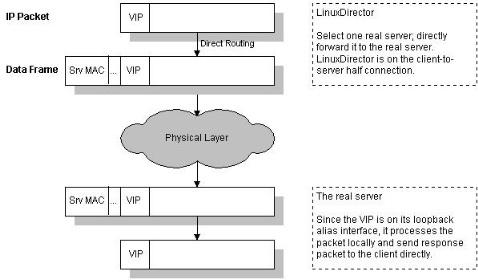 IP Packet
VIP
Direct Routing
Data Frame
Srv MAC ... VIP
Physical Layer
Srv MAC ... VIP
VIP
LinuxDirector
Select one real server; directly
forward it to the real server.
LinuxDirector is on the client-to-
server half connection.
The real server
Since the VIP is on its loopback
alias interface, it processes the
packet locally and send response
packet to the client directly.